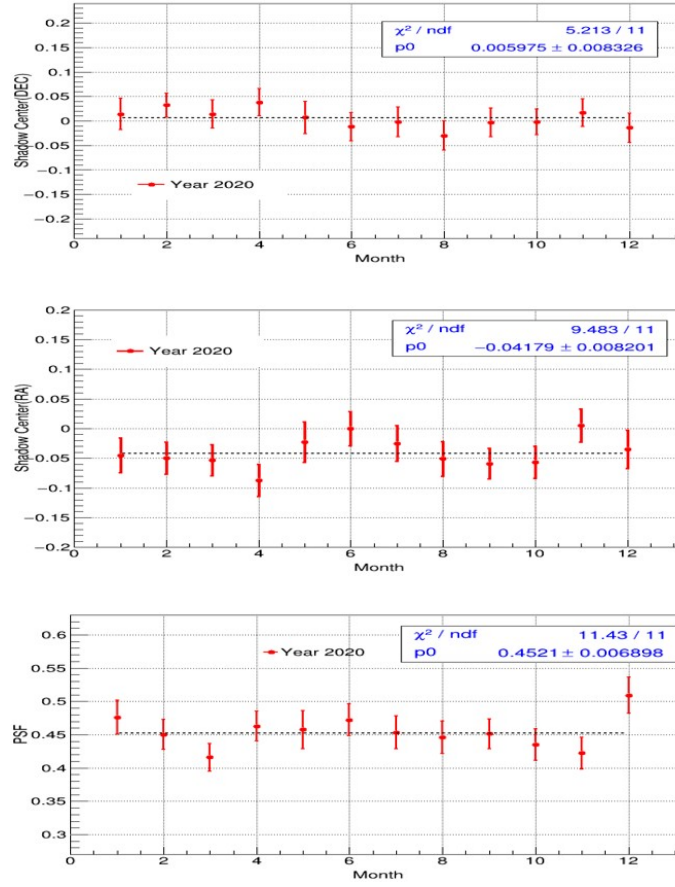 0.2
χ² / ndf 5.213 / 11
p0 0.005975 ± 0.008326
0.15
0.1
0.05
0
−0.05
−0.1
−0.15
−0.2
Shadow Center(DEC)
Year 2020
0 2 4 6 8 10 12
Month
0.2
χ² / ndf 9.483 / 11
p0 −0.04179 ± 0.008201
Year 2020
0.15
0.1
0.05
0
−0.05
−0.1
−0.15
−0.2
Shadow Center(RA)
0 2 4 6 8 10 12
Month
χ² / ndf 11.43 / 11
p0 0.4521 ± 0.006898
Year 2020
0.6
0.55
0.5
0.45
0.4
0.35
0.3
PSF
0 2 4 6 8 10 12
Month